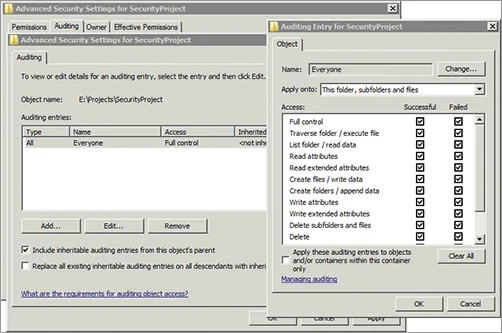 Advanced Security Settings for SecurityProject
Permissions Auditing Owner Effective Permissions
Advanced Security Settings for SecurityProject
Auditing
To view or edit details for an auditing entry, select the entry and then click Edit.
Object name: E:\Projects\SecurityProject
Auditing entries:
Type Name Access Inherited
All Everyone Full control <not inhe
Add... Edit... Remove
Include inheritable auditing entries from this object's parent
Replace all existing inheritable auditing entries on all descendants with inheri
What are the requirements for auditing object access?
OK Cancel Apply
Auditing Entry for SecurityProject
Object
Name: Everyone Change...
Apply onto: This folder, subfolders and files
Access: Successful Failed
Full control
Traverse folder / execute file
List folder / read data
Read attributes
Read extended attributes
Create files / write data
Create folders / append data
Write attributes
Write extended attributes
Delete subfolders and files
Delete
Apply these auditing entries to objects
and/or containers within this container
only
Clear All
Managing auditing
OK Cancel